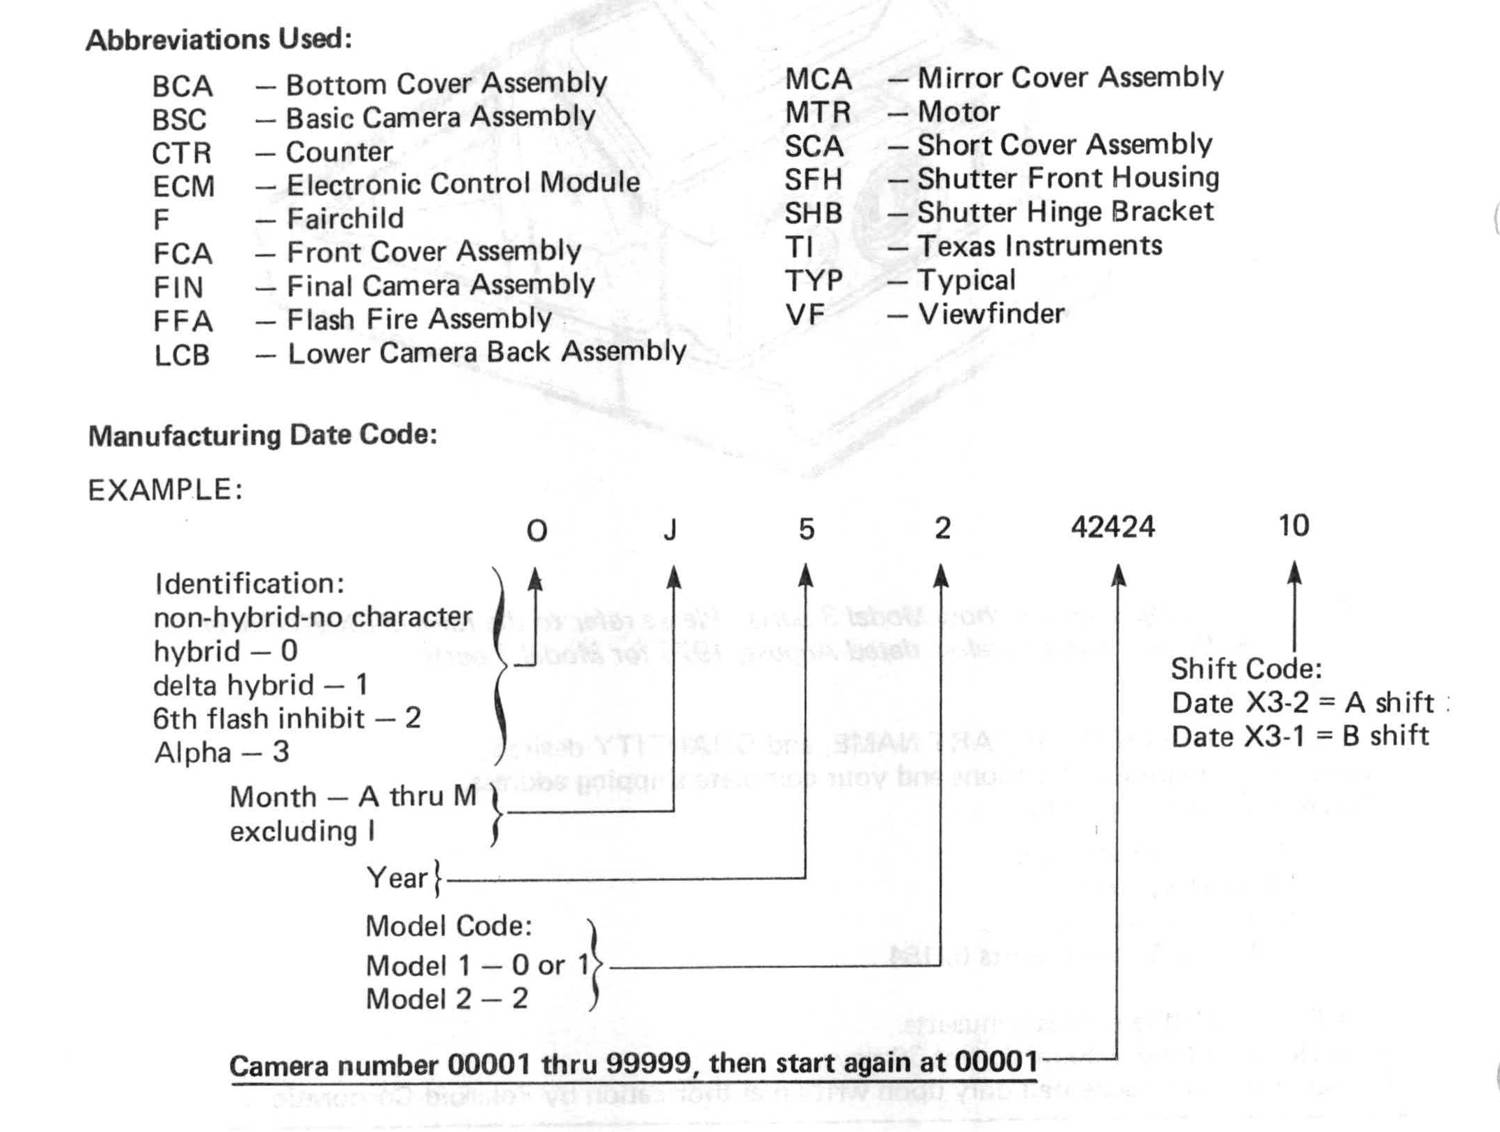 Abbreviations Used:
BCA – Bottom Cover Assembly
BSC – Basic Camera Assembly
CTR – Counter
ECM – Electronic Control Module
F – Fairchild
FCA – Front Cover Assembly
FIN – Final Camera Assembly
FFA – Flash Fire Assembly
LCB – Lower Camera Back Assembly
MCA – Mirror Cover Assembly
MTR – Motor
SCA – Short Cover Assembly
SFH – Shutter Front Housing
SHB – Shutter Hinge Bracket
TI – Texas Instruments
TYP – Typical
VF – Viewfinder
Manufacturing Date Code:
EXAMPLE:
O J 5 2 42424 10
Identification:
non-hybrid-no character
hybrid – 0
delta hybrid – 1
6th flash inhibit – 2
Alpha – 3
Month – A thru M
excluding I
Year
Model Code:
Model 1 – 0 or 1
Model 2 – 2
Camera number 00001 thru 99999, then start again at 00001
Shift Code:
Date X3-2 = A shift
Date X3-1 = B shift